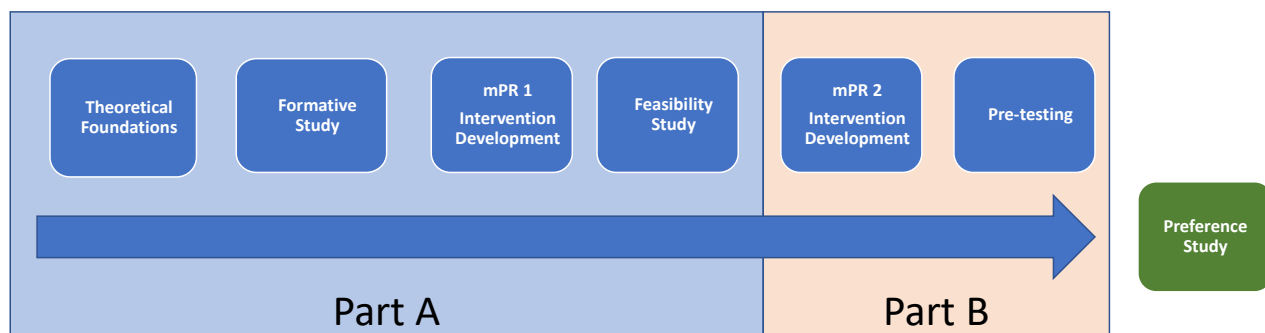 Theoretical
Foundations
Formative
Study
mPR 1
Intervention
Development
Feasibility
Study
mPR 2
Intervention
Development
Pre-testing
Preference
Study
Part A
Part B